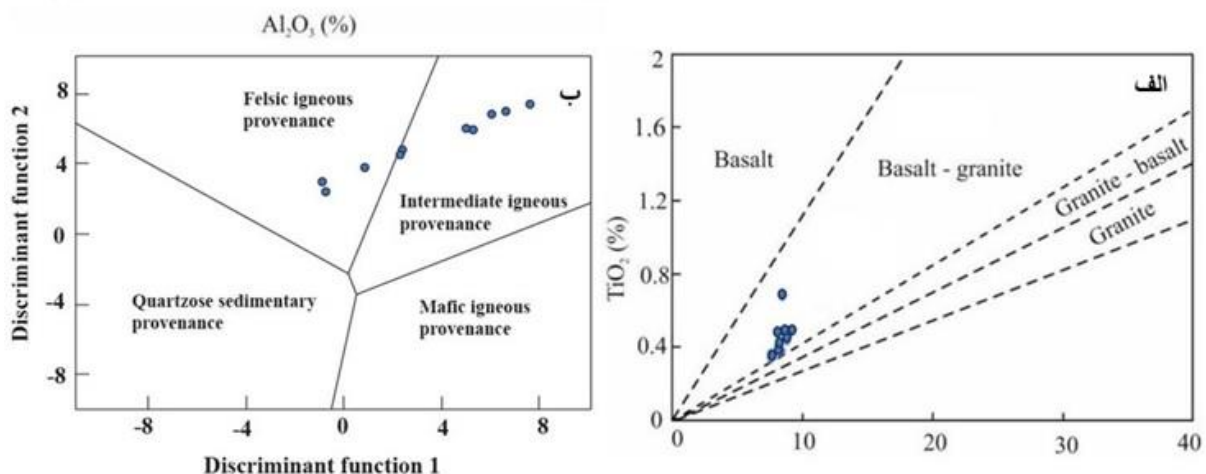 Al₂O₃ (%)
8
4
0
-4
-8
Discriminant function 2
Felsic igneous
provenance
ب
Intermediate igneous
provenance
Quartzose sedimentary
provenance
Mafic igneous
provenance
-8
-4
0
4
8
Discriminant function 1
2
1.6
1.2
0.8
0.4
0
TiO₂ (%)
الف
Basalt
Basalt - granite
Granite - basalt
Granite
0
10
20
30
40